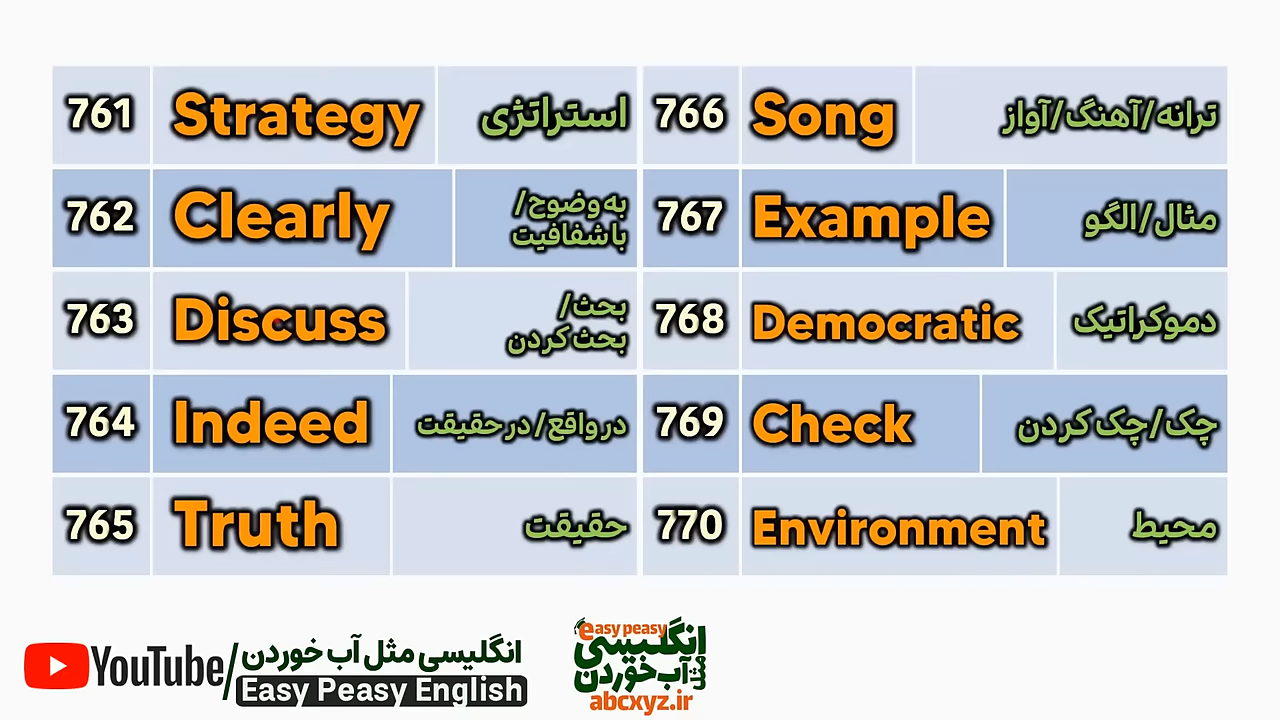 761 Strategy استراتژی
762 Clearly به‌وضوح/
باشفافیت
763 Discuss بحث/
بحث‌کردن
764 Indeed در واقع/در حقیقت
765 Truth حقیقت
766 Song ترانه/آهنگ/آواز
767 Example مثال/الگو
768 Democratic دموکراتیک
769 Check چک/چک کردن
770 Environment محیط
YouTube/انگلیسی مثل آب خوردن
Easy Peasy English
easy peasy
انگلیسی
مثل آب خوردن
abcxyz.ir